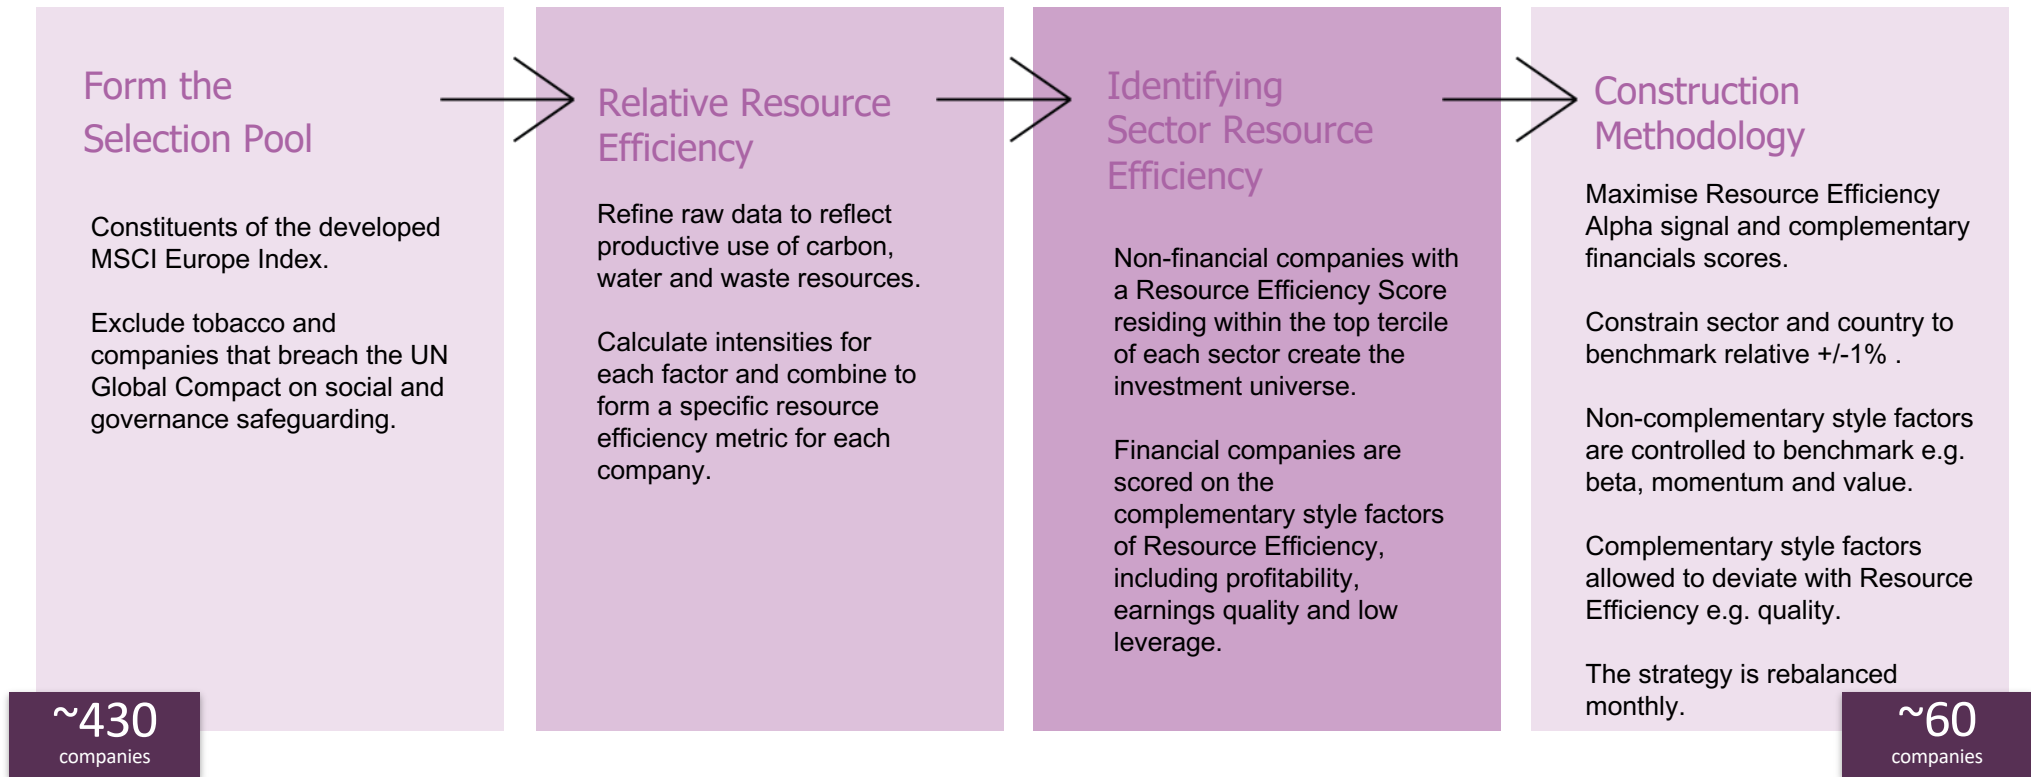 Form the
Selection Pool
Constituents of the developed
MSCI Europe Index.
Exclude tobacco and
companies that breach the UN
Global Compact on social and
governance safeguarding.
~430
companies
Relative Resource
Efficiency
Refine raw data to reflect
productive use of carbon,
water and waste resources.
Calculate intensities for
each factor and combine to
form a specific resource
efficiency metric for each
company.
Identifying
Sector Resource
Efficiency
Non-financial companies with
a Resource Efficiency Score
residing within the top tercile
of each sector create the
investment universe.
Financial companies are
scored on the
complementary style factors
of Resource Efficiency,
including profitability,
earnings quality and low
leverage.
Construction
Methodology
Maximise Resource Efficiency
Alpha signal and complementary
financials scores.
Constrain sector and country to
benchmark relative +/-1% .
Non-complementary style factors
are controlled to benchmark e.g.
beta, momentum and value.
Complementary style factors
allowed to deviate with Resource
Efficiency e.g. quality.
The strategy is rebalanced
monthly.
~60
companies